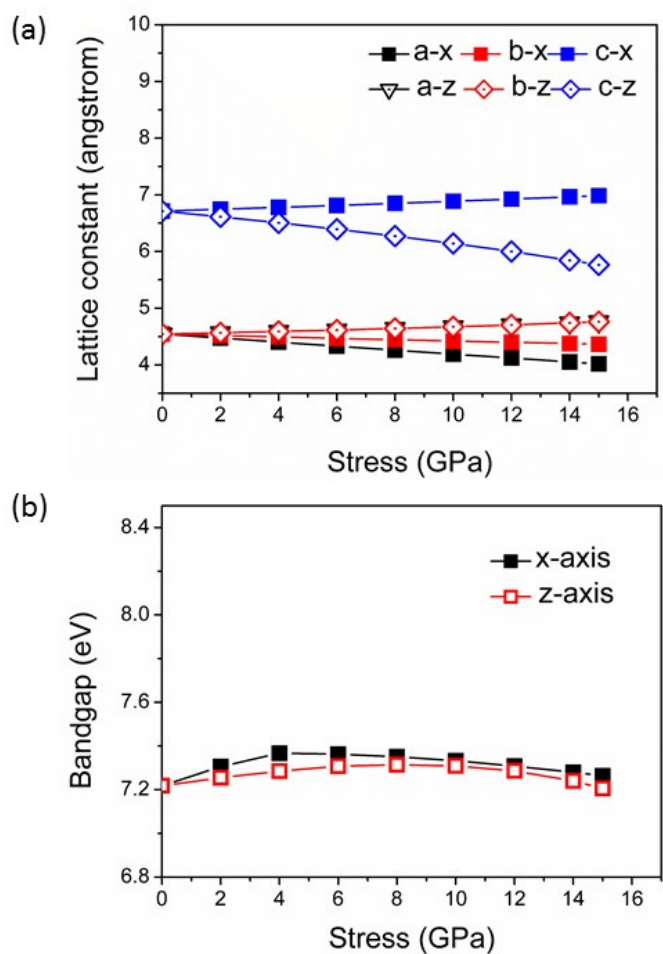 (a)
10
9
8
7
6
5
4
a-x b-x c-x
a-z b-z c-z
Lattice constant (angstrom)
0 2 4 6 8 10 12 14 16
Stress (GPa)
(b)
8.4
8.0
7.6
7.2
6.8
x-axis
z-axis
Bandgap (eV)
0 2 4 6 8 10 12 14 16
Stress (GPa)